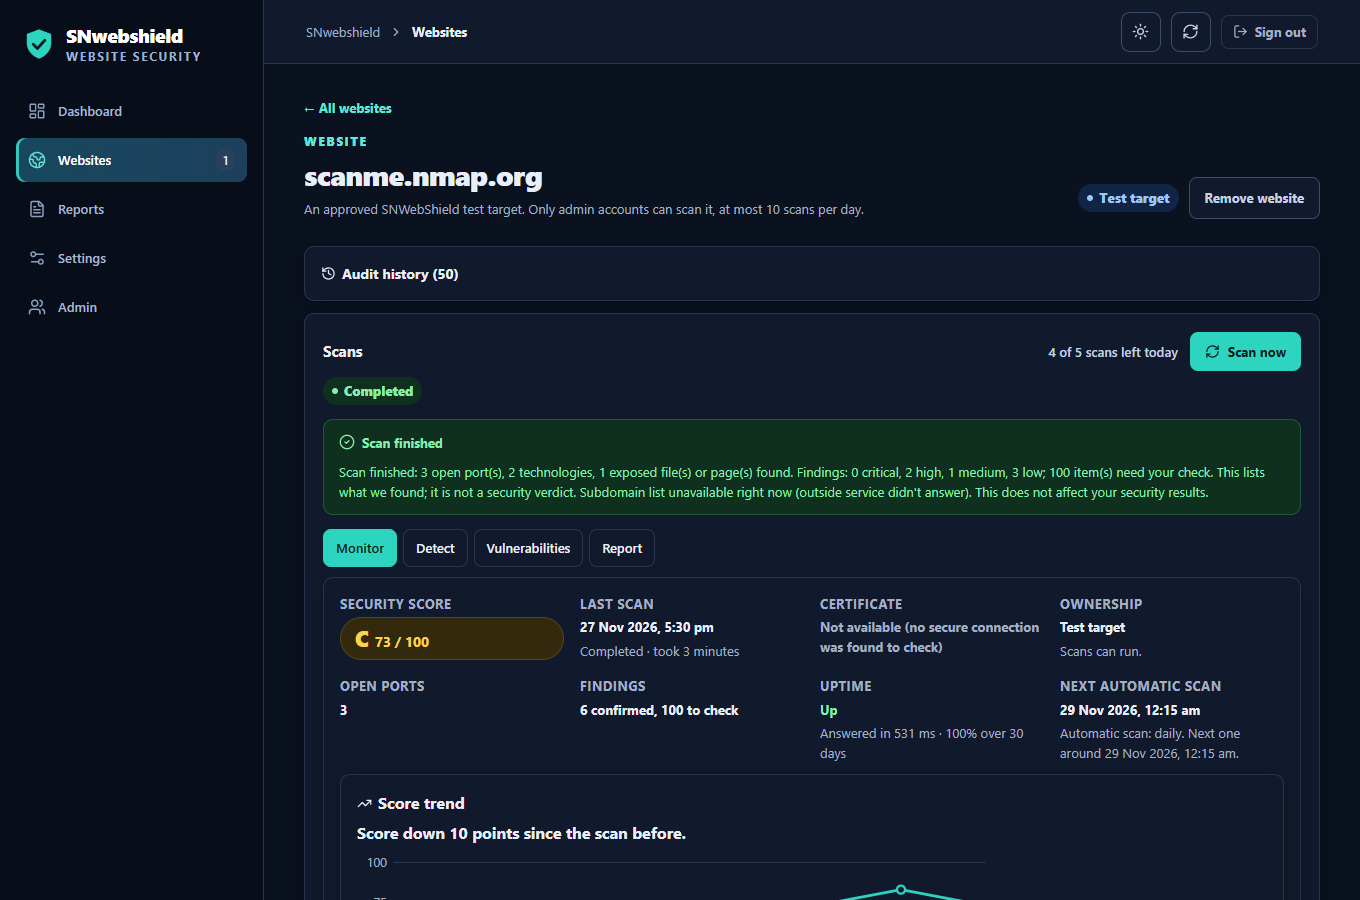 SNwebshield
WEBSITE SECURITY
Dashboard
Websites 1
Reports
Settings
Admin
SNwebshield > Websites
Sign out
← All websites
WEBSITE
scanme.nmap.org
An approved SNWebShield test target. Only admin accounts can scan it, at most 10 scans per day.
Test target
Remove website
Audit history (50)
Scans
4 of 5 scans left today
Scan now
Completed
Scan finished
Scan finished: 3 open port(s), 2 technologies, 1 exposed file(s) or page(s) found. Findings: 0 critical, 2 high, 1 medium, 3 low; 100 item(s) need your check. This lists
what we found; it is not a security verdict. Subdomain list unavailable right now (outside service didn't answer). This does not affect your security results.
Monitor
Detect
Vulnerabilities
Report
SECURITY SCORE
C 73 / 100
LAST SCAN
27 Nov 2026, 5:30 pm
Completed · took 3 minutes
CERTIFICATE
Not available (no secure connection
was found to check)
OWNERSHIP
Test target
Scans can run.
OPEN PORTS
3
FINDINGS
6 confirmed, 100 to check
UPTIME
Up
Answered in 531 ms · 100% over 30
days
NEXT AUTOMATIC SCAN
29 Nov 2026, 12:15 am
Automatic scan: daily. Next one
around 29 Nov 2026, 12:15 am.
Score trend
Score down 10 points since the scan before.
100